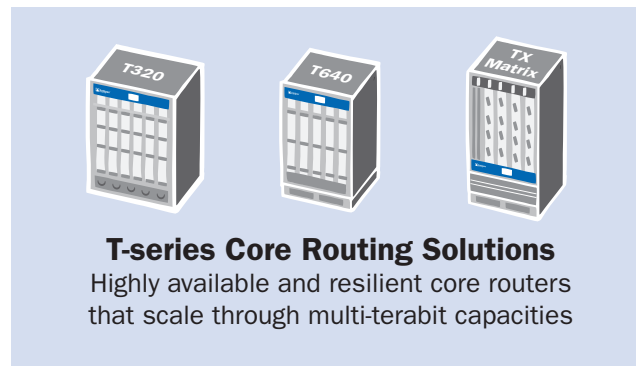 T320
T640
TX
Matrix
T-series Core Routing Solutions
Highly available and resilient core routers
that scale through multi-terabit capacities